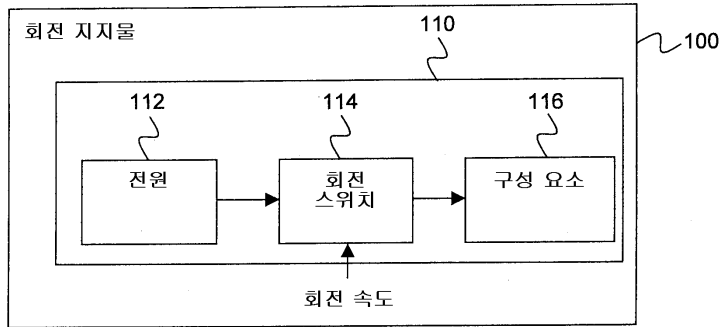 회전 지지물
110
100
112
114
116
전원
회전
스위치
구성 요소
회전 속도